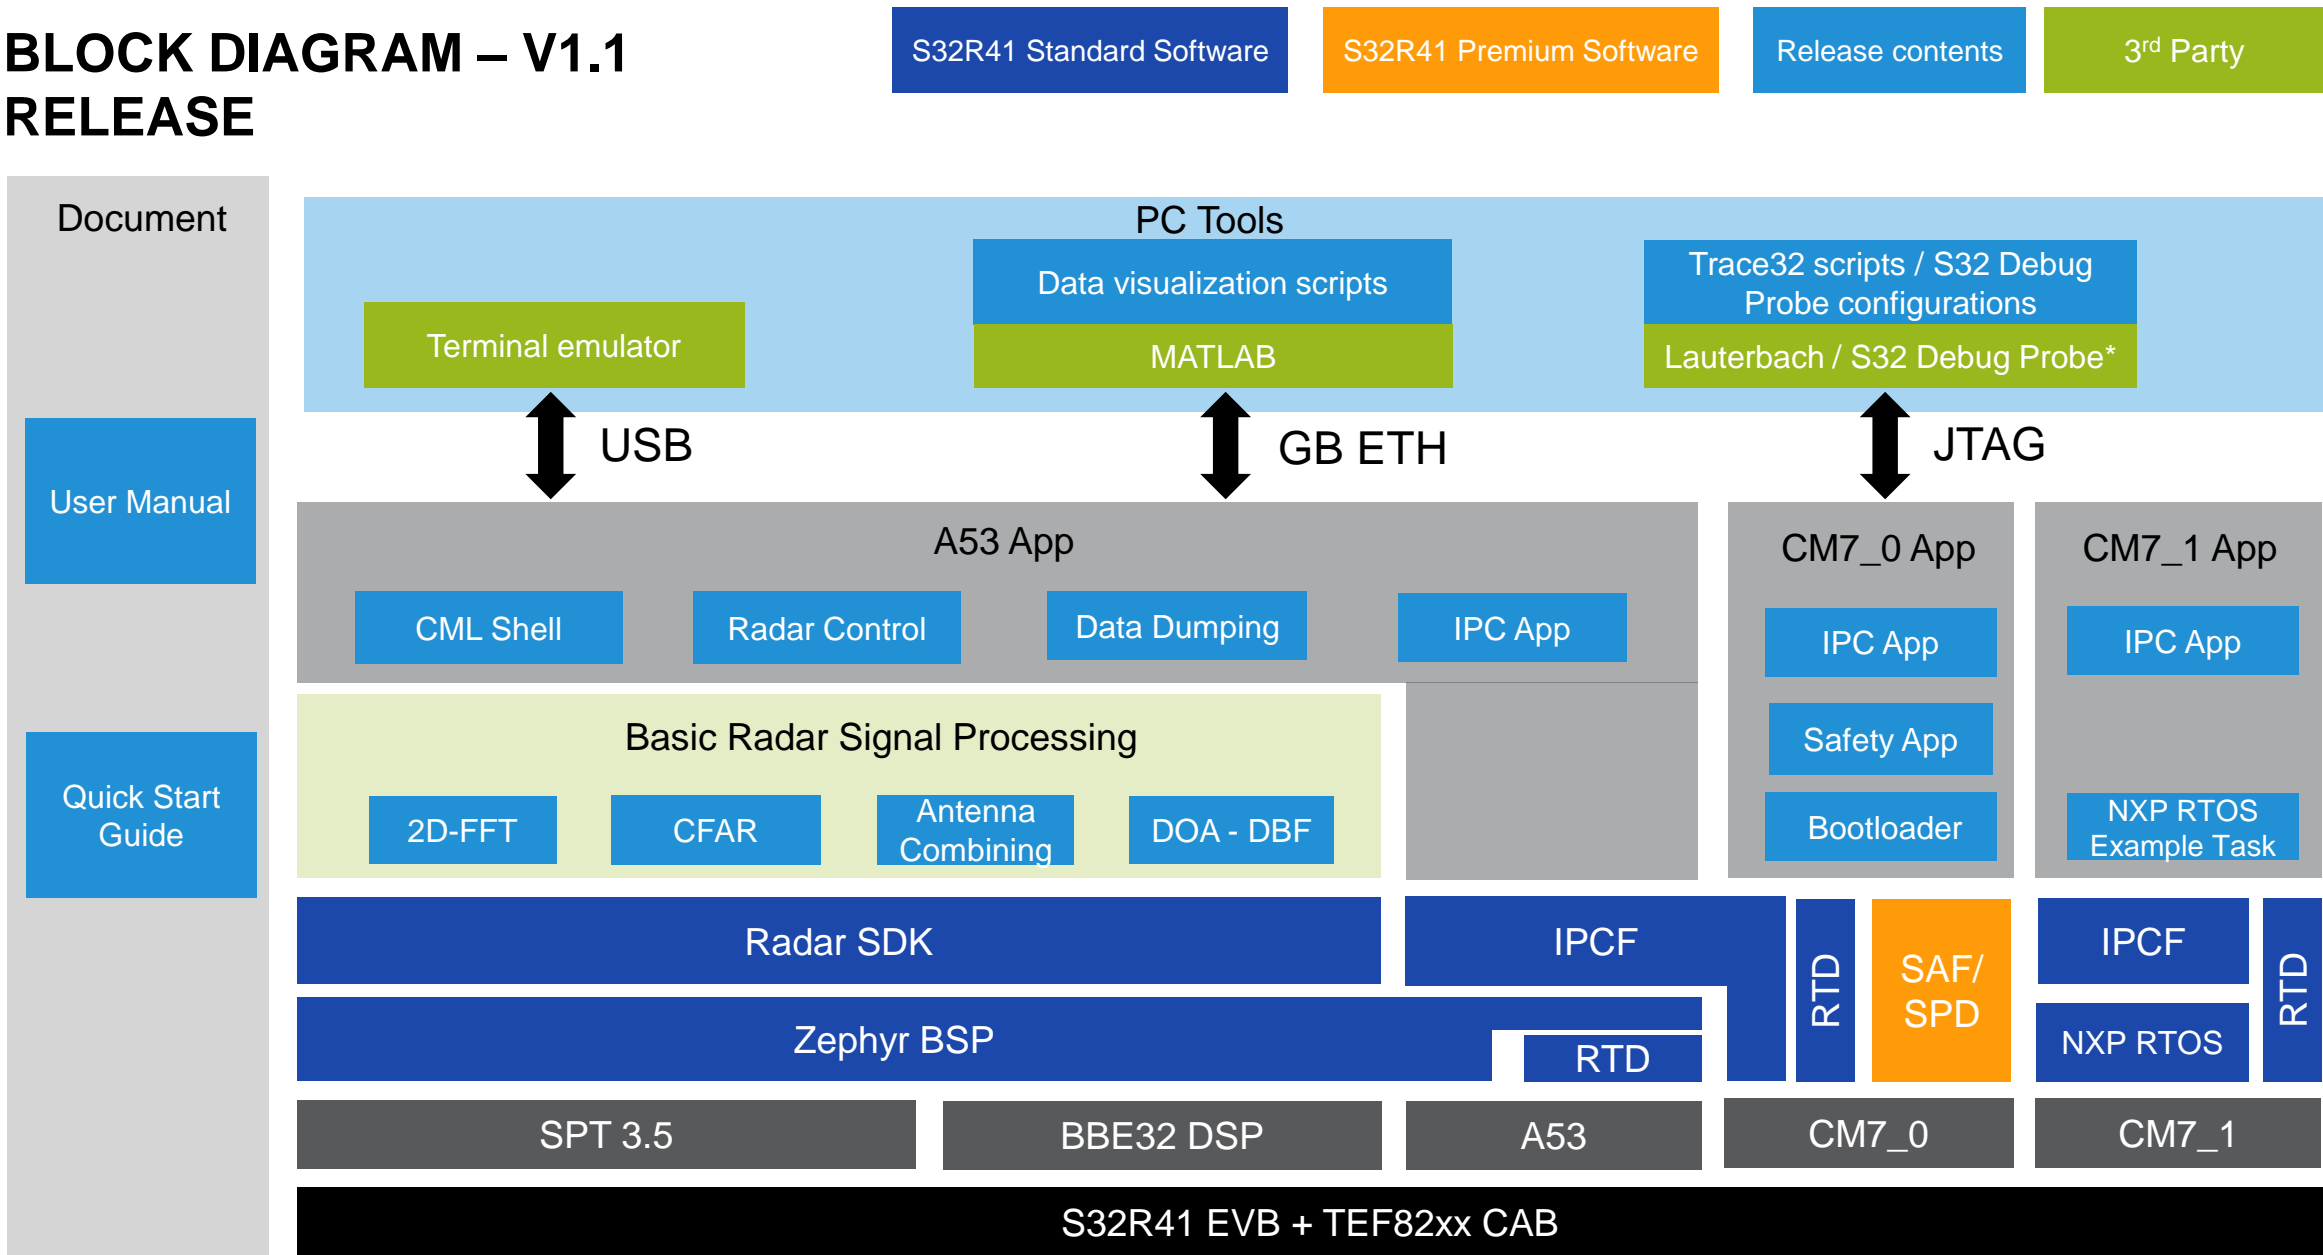 BLOCK DIAGRAM – V1.1
RELEASE
S32R41 Standard Software
S32R41 Premium Software
Release contents
3rd Party
Document
User Manual
Quick Start
Guide
PC Tools
Data visualization scripts
MATLAB
Trace32 scripts / S32 Debug
Probe configurations
Lauterbach / S32 Debug Probe*
Terminal emulator
USB
GB ETH
JTAG
A53 App
CML Shell
Radar Control
Data Dumping
IPC App
CM7_0 App
IPC App
Safety App
Bootloader
CM7_1 App
IPC App
NXP RTOS
Example Task
Basic Radar Signal Processing
2D-FFT
CFAR
Antenna
Combining
DOA - DBF
Radar SDK
IPCF
RTD
SAF/
SPD
IPCF
RTD
Zephyr BSP
RTD
NXP RTOS
SPT 3.5
BBE32 DSP
A53
CM7_0
CM7_1
S32R41 EVB + TEF82xx CAB